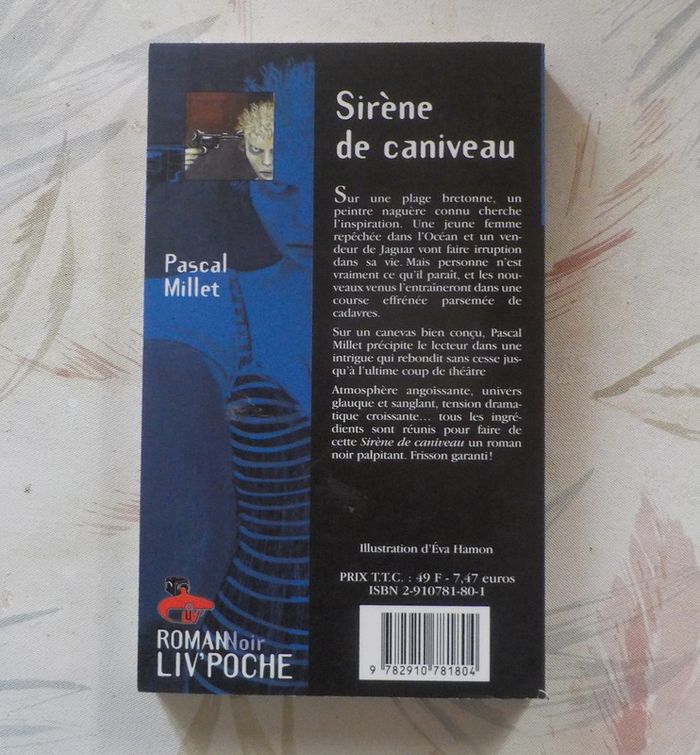 Sirène
de caniveau
Sur une plage bretonne, un
peintre naguère connu cherche
l'inspiration. Une jeune femme
repêchée dans l'Océan et un ven-
deur de Jaguar vont faire irruption
dans sa vie. Mais personne n'est
vraiment ce qu'il paraît, et les nou-
veaux venus l'entraîneront dans une
course effrénée parsemée de
cadavres.
Sur un canevas bien conçu, Pascal
Millet précipite le lecteur dans une
intrigue qui rebondit sans cesse jus-
qu'à l'ultime coup de théâtre
Atmosphère angoissante, univers
glauque et sanglant, tension drama-
tique croissante... tous les ingré-
dients sont réunis pour faire de
cette Sirène de caniveau un roman
noir palpitant. Frisson garanti !
Pascal
Millet
Illustration d'Éva Hamon
PRIX T.T.C. : 49 F - 7,47 euros
ISBN 2-910781-80-1
9 782910 781804
ROMANNoir
LIV'POCHE